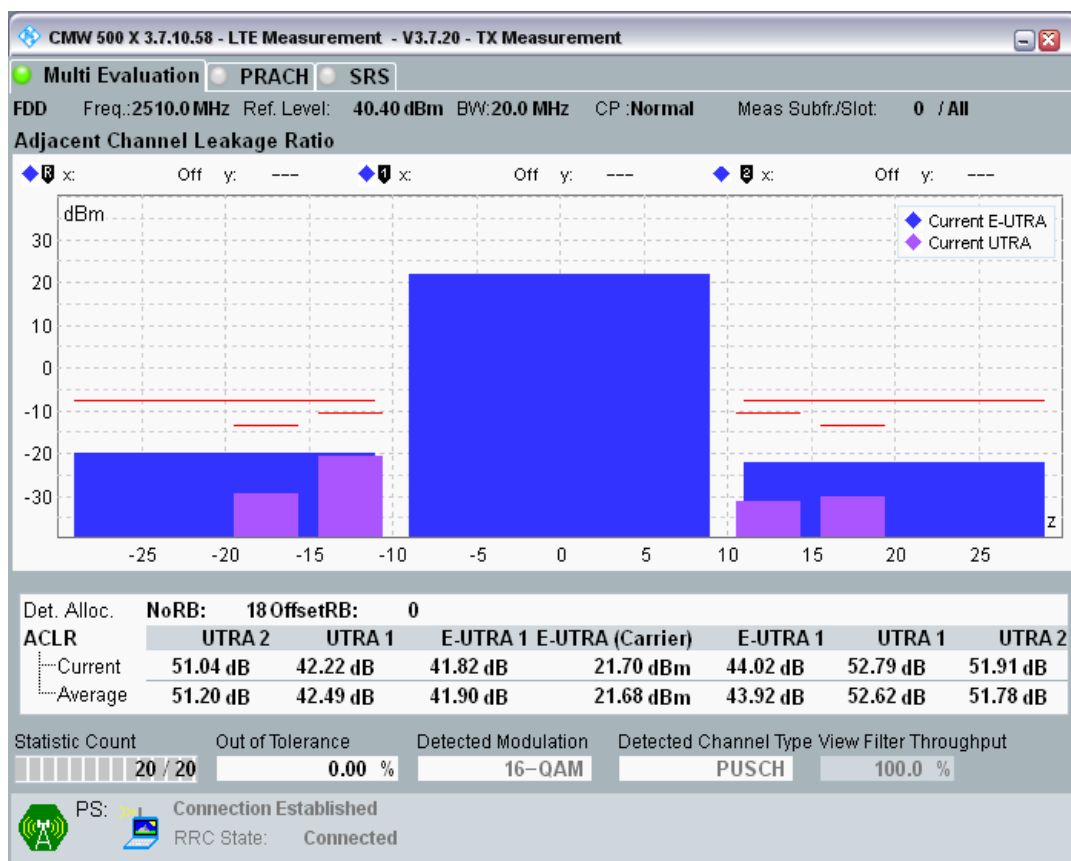 CMW 500 X 3.7.10.58 - LTE Measurement - V3.7.20 - TX Measurement
Multi Evaluation PRACH SRS
FDD Freq.:2510.0 MHz Ref. Level: 40.40 dBm BW:20.0 MHz CP :Normal Meas Subfr./Slot: 0 / All
Adjacent Channel Leakage Ratio
R x: Off y: --- 1 x: Off y: --- 2 x: Off y: ---
dBm
Current E-UTRA
Current UTRA
30
20
10
0
-10
-20
-30
z
-25 -20 -15 -10 -5 0 5 10 15 20 25
Det. Alloc. NoRB: 18 OffsetRB: 0
ACLR UTRA 2 UTRA 1 E-UTRA 1 E-UTRA (Carrier) E-UTRA 1 UTRA 1 UTRA 2
Current 51.04 dB 42.22 dB 41.82 dB 21.70 dBm 44.02 dB 52.79 dB 51.91 dB
Average 51.20 dB 42.49 dB 41.90 dB 21.68 dBm 43.92 dB 52.62 dB 51.78 dB
Statistic Count Out of Tolerance Detected Modulation Detected Channel Type View Filter Throughput
20 / 20 0.00 % 16-QAM PUSCH 100.0 %
PS: Connection Established
RRC State: Connected